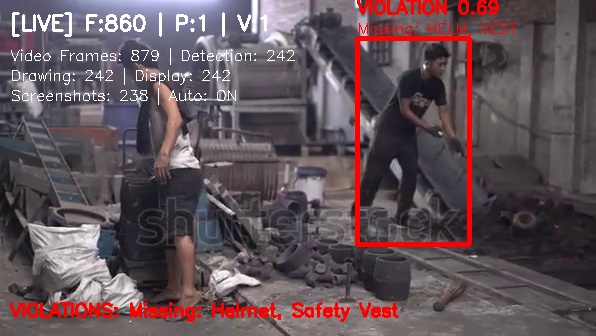 [LIVE] F:860 | P:1 | V:1
VIOLATION 0.69
Missing: HELM, VEST
Video Frames: 879 | Detection: 242
Drawing: 242 | Display: 242
Screenshots: 238 | Auto: ON
shutterstock
VIOLATIONS: Missing: Helmet, Safety Vest